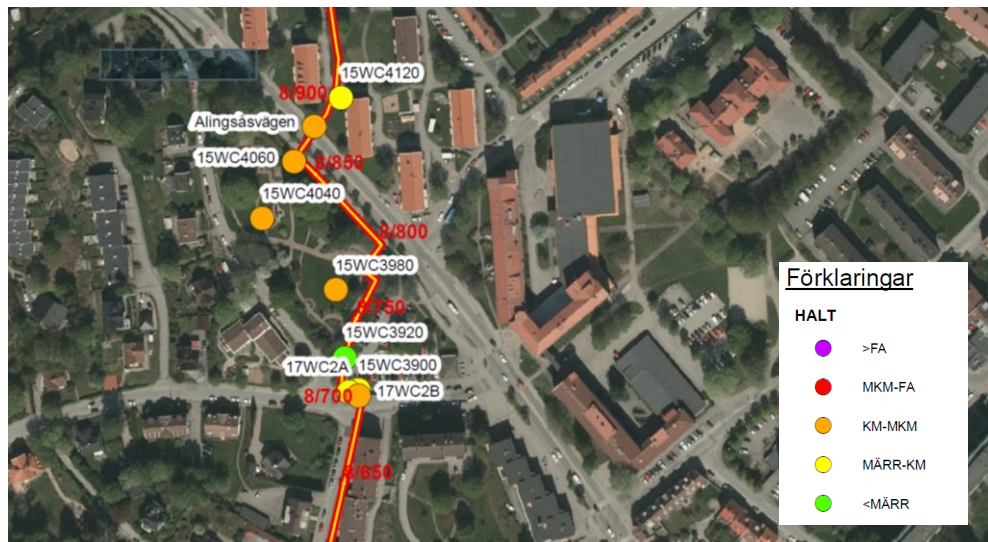 15WC4120
8/900
Alingsåsvägen
15WC4060
8/850
15WC4040
8/800
15WC3980
8/750
15WC3920
17WC2A
15WC3900
8/700
17WC2B
8/650
Förklaringar
HALT
>FA
MKM-FA
KM-MKM
MÄRR-KM
<MÄRR